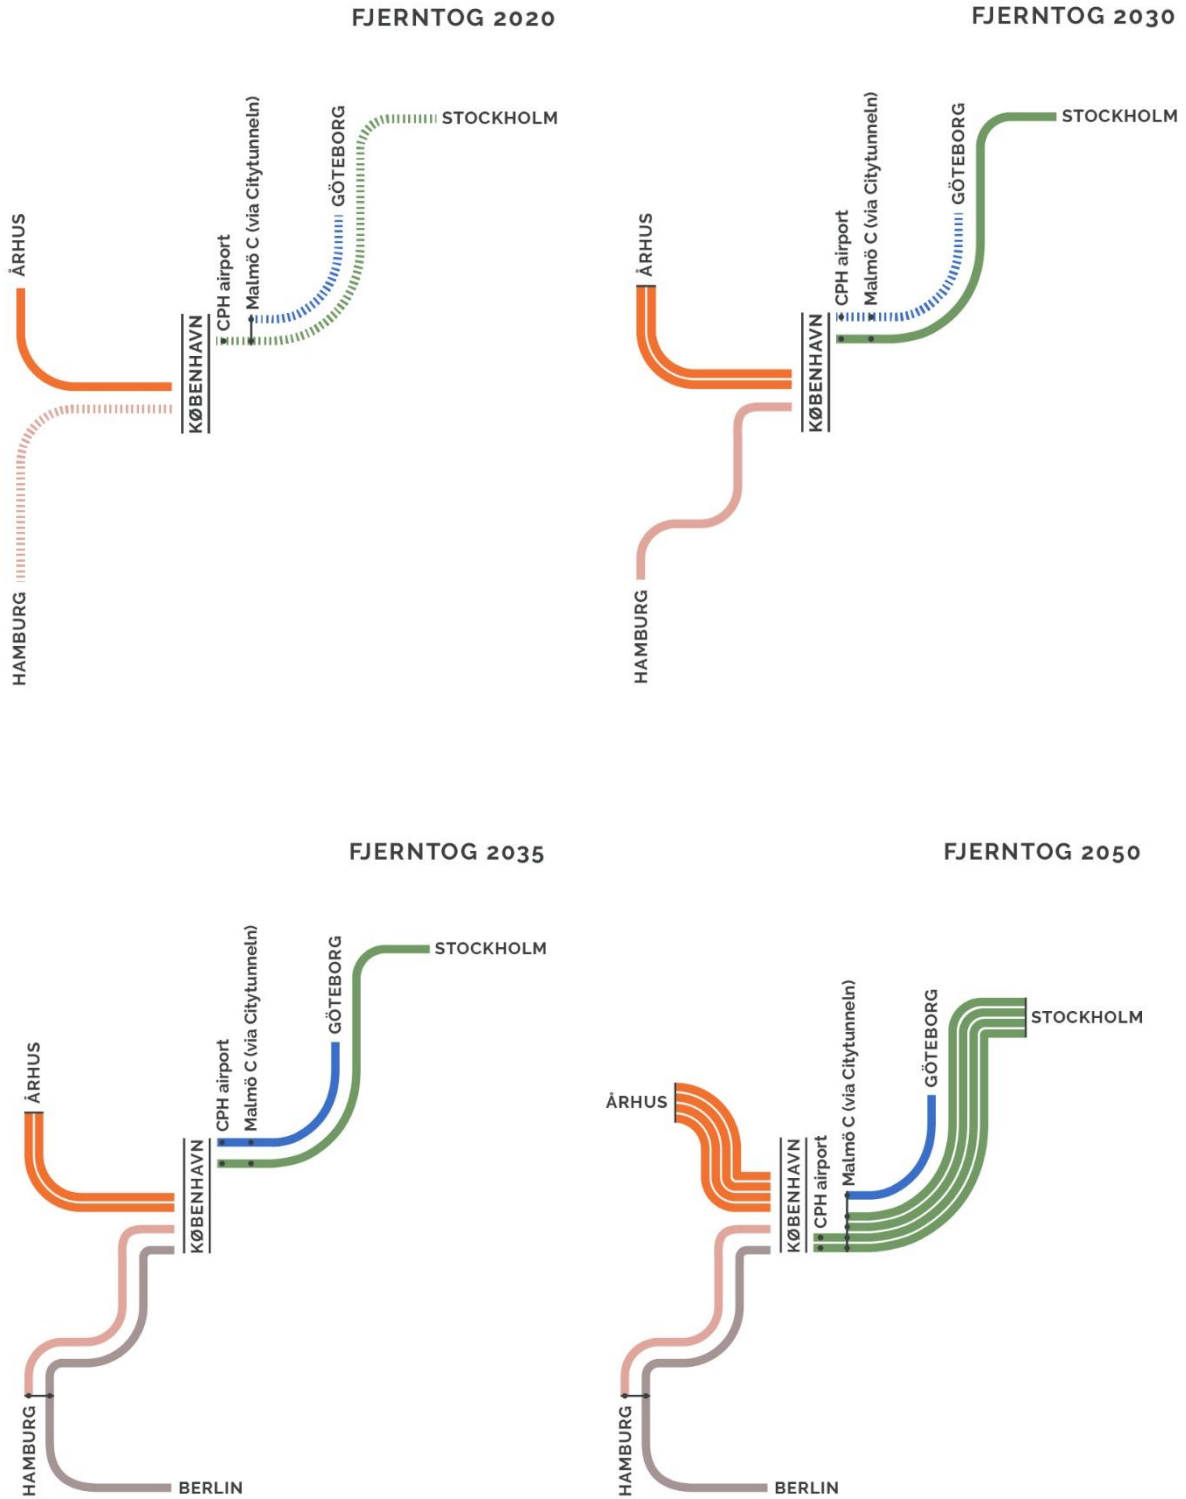 FJERNTOG 2020
STOCKHOLM
GÖTEBORG
Malmö C (via Citytunneln)
CPH airport
ÅRHUS
KØBENHAVN
HAMBURG
FJERNTOG 2030
STOCKHOLM
GÖTEBORG
Malmö C (via Citytunneln)
CPH airport
ÅRHUS
KØBENHAVN
HAMBURG
FJERNTOG 2035
STOCKHOLM
GÖTEBORG
Malmö C (via Citytunneln)
CPH airport
ÅRHUS
KØBENHAVN
HAMBURG
BERLIN
FJERNTOG 2050
STOCKHOLM
GÖTEBORG
Malmö C (via Citytunneln)
CPH airport
ÅRHUS
KØBENHAVN
HAMBURG
BERLIN